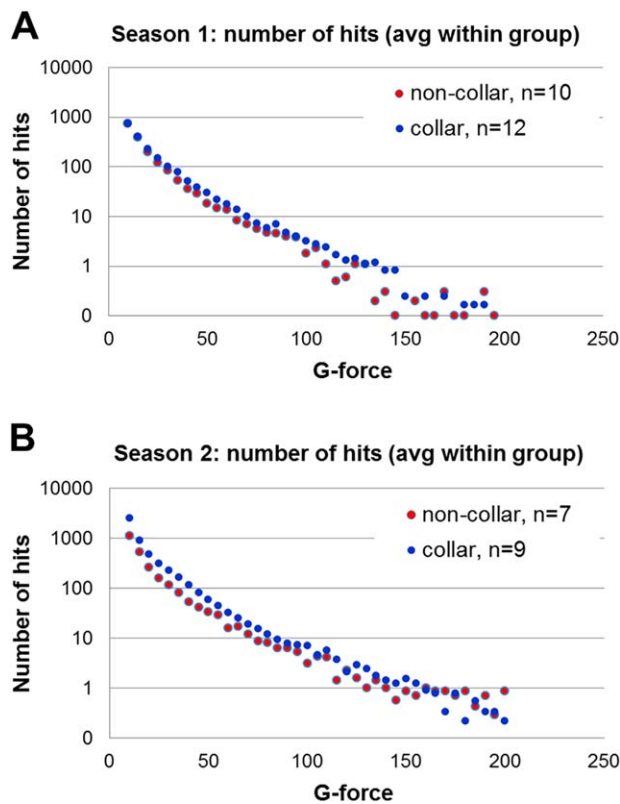 A
Season 1: number of hits (avg within group)
10000
1000
100
10
1
0
Number of hits
non-collar, n=10
collar, n=12
0 50 100 150 200 250
G-force
B
Season 2: number of hits (avg within group)
10000
1000
100
10
1
0
Number of hits
non-collar, n=7
collar, n=9
0 50 100 150 200 250
G-force